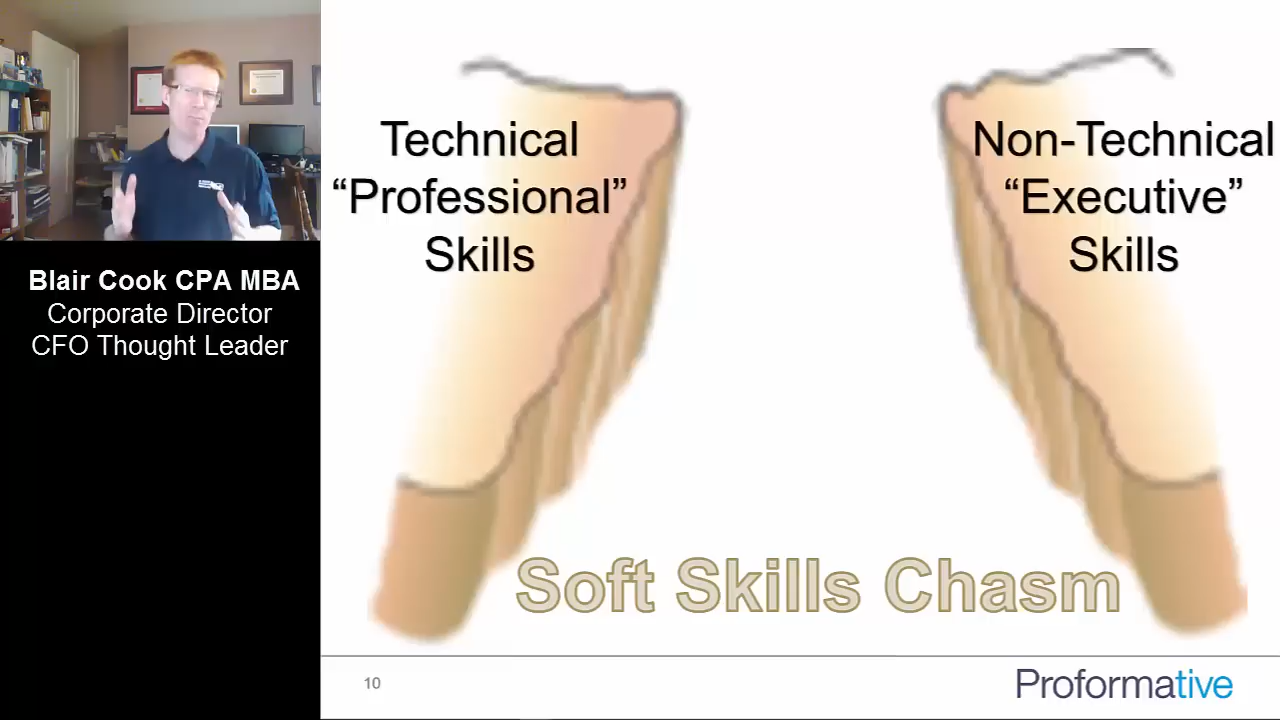 Blair Cook CPA MBA
Corporate Director
CFO Thought Leader
Technical
“Professional”
Skills
Non-Technical
“Executive”
Skills
Soft Skills Chasm
10
Proformative